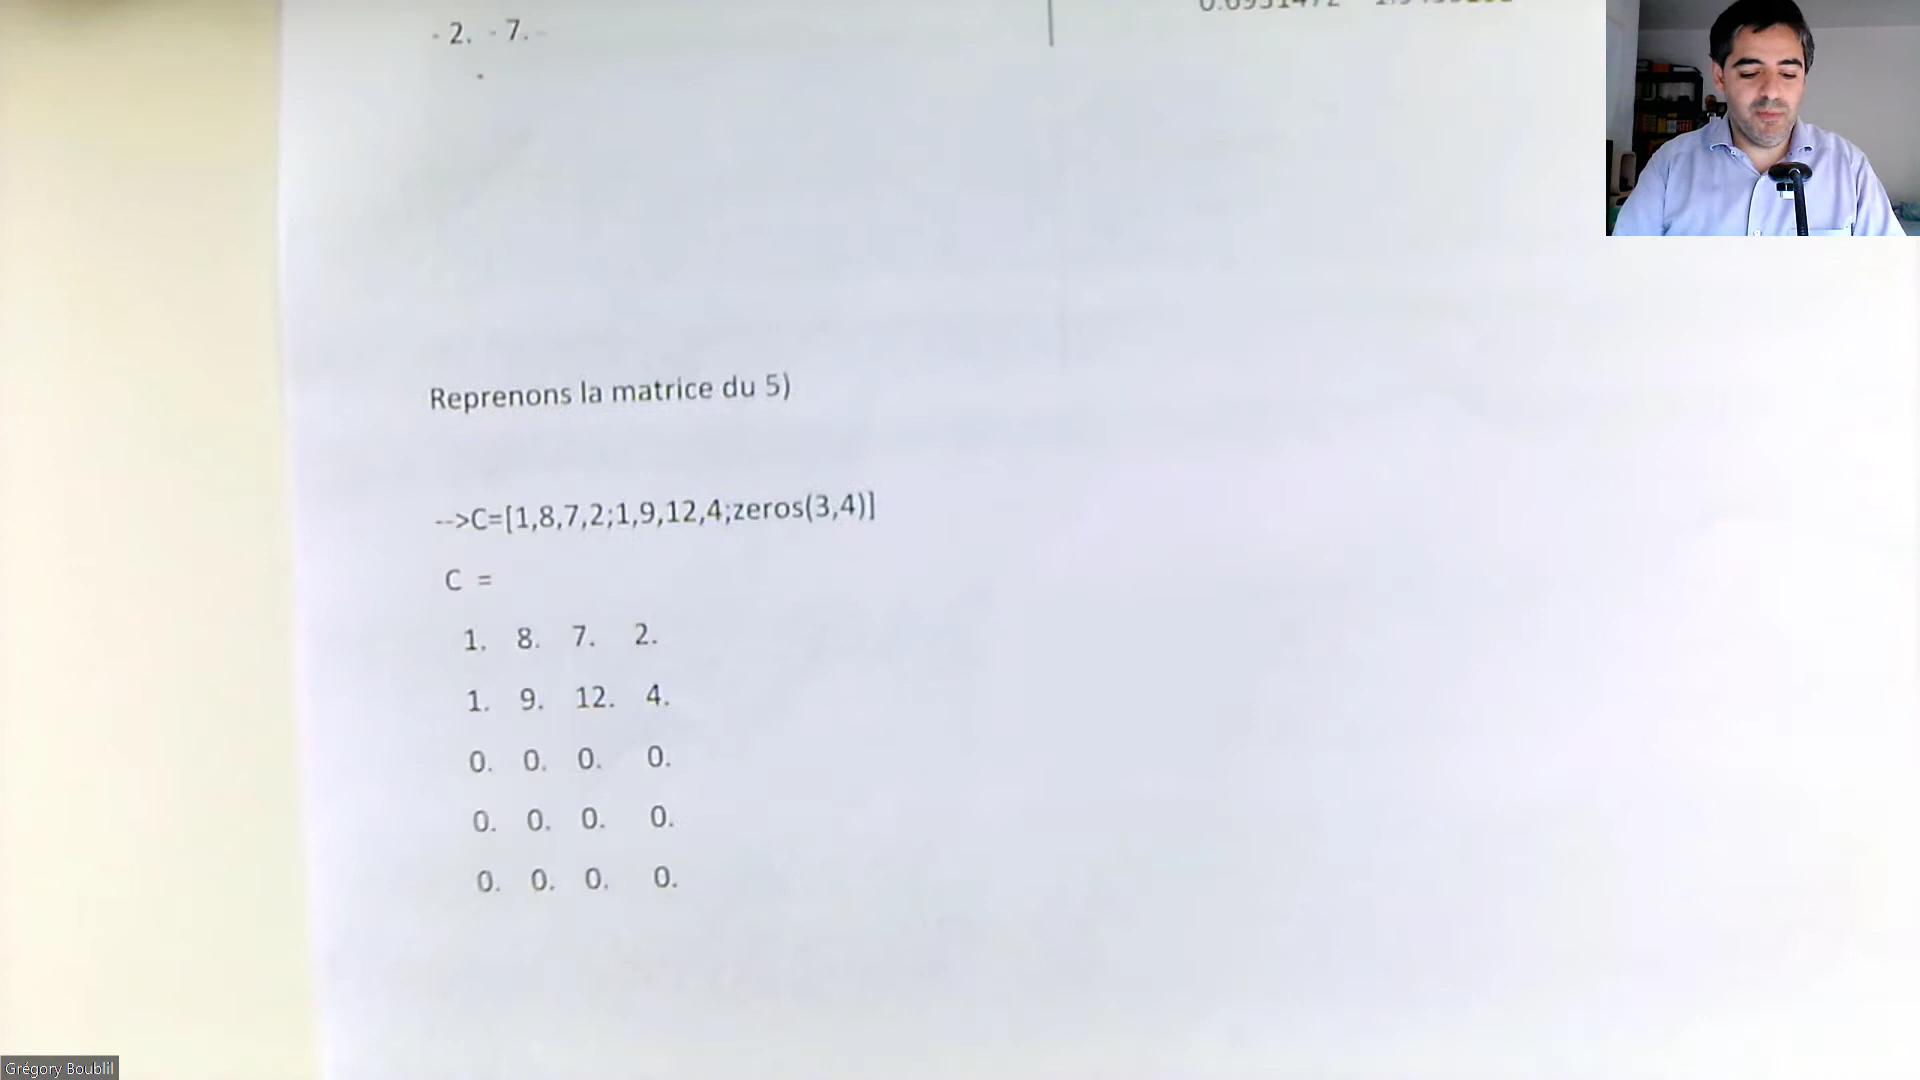 - 2. - 7.
Reprenons la matrice du 5)
-->C=[1,8,7,2;1,9,12,4;zeros(3,4)]
C =
1. 8. 7. 2.
1. 9. 12. 4.
0. 0. 0. 0.
0. 0. 0. 0.
0. 0. 0. 0.
Grégory Boublil